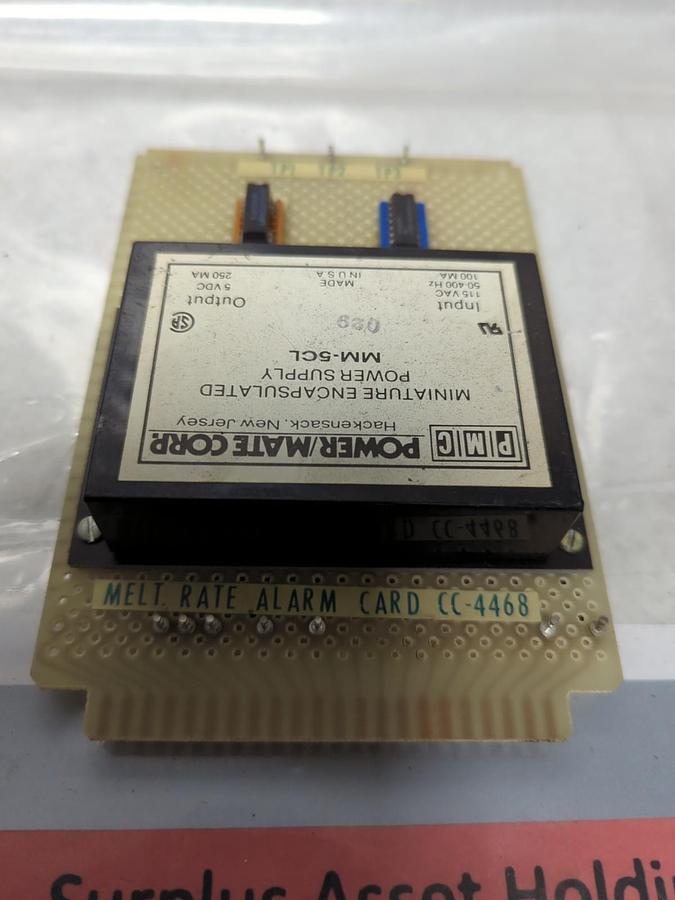 TP1 TP2 TP3
PMC POWER/MATE CORP.
Hackensack, New Jersey
MINIATURE ENCAPSULATED
POWER SUPPLY
MM-5CL
029
Input
115 VAC
50-400 Hz
100 MA
MADE
IN U.S.A
Output
5 VDC
250 MA
D CC-4468
MELT RATE ALARM CARD CC-4468
Surplus Asset Holdin